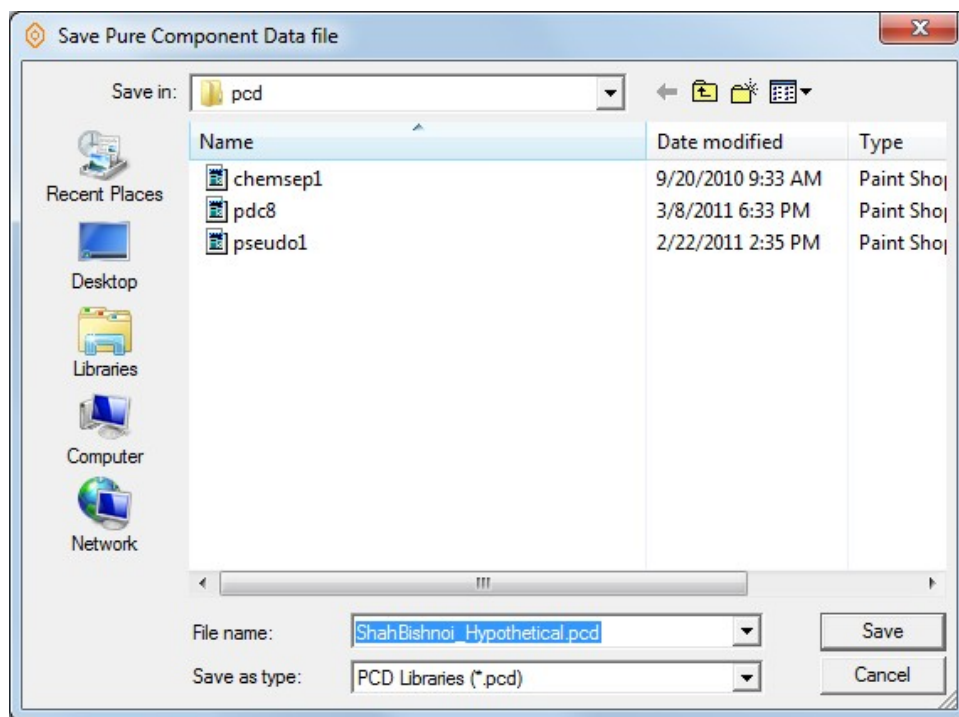 Save Pure Component Data file
Save in: pcd
Name Date modified Type
chemsep1 9/20/2010 9:33 AM Paint Shop
pdc8 3/8/2011 6:33 PM Paint Shop
pseudo1 2/22/2011 2:35 PM Paint Shop
Recent Places
Desktop
Libraries
Computer
Network
File name: ShahBishnoi_Hypothetical.pcd Save
Save as type: PCD Libraries (*.pcd) Cancel